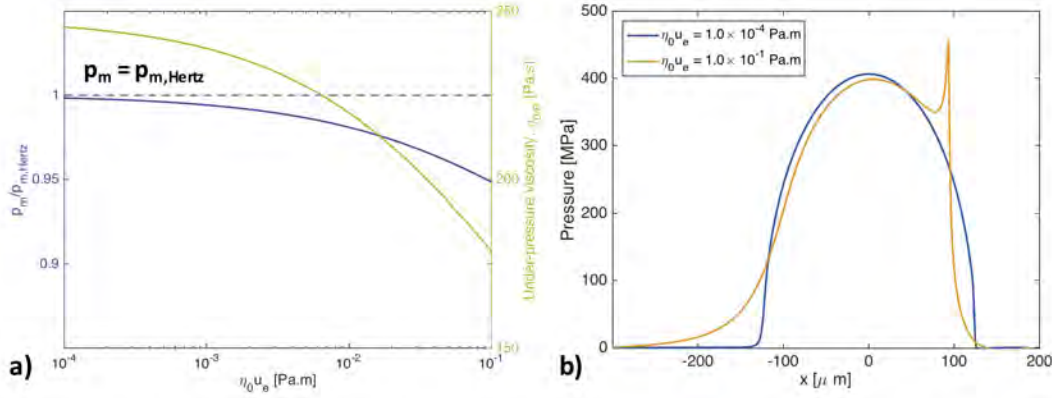 p_m = p_m,Hertz
p_m/p_m,Hertz
1
0.95
0.9
250
200
150
Under-pressure viscosity,
[Pa.s]
10^-4
10^-3
10^-2
10^-1
η_0u_e [Pa.m]
a)
η_0u_e = 1.0 × 10^-4 Pa.m
η_0u_e = 1.0 × 10^-1 Pa.m
Pressure [MPa]
500
400
300
200
100
0
-200
-100
0
100
200
x [μ m]
b)